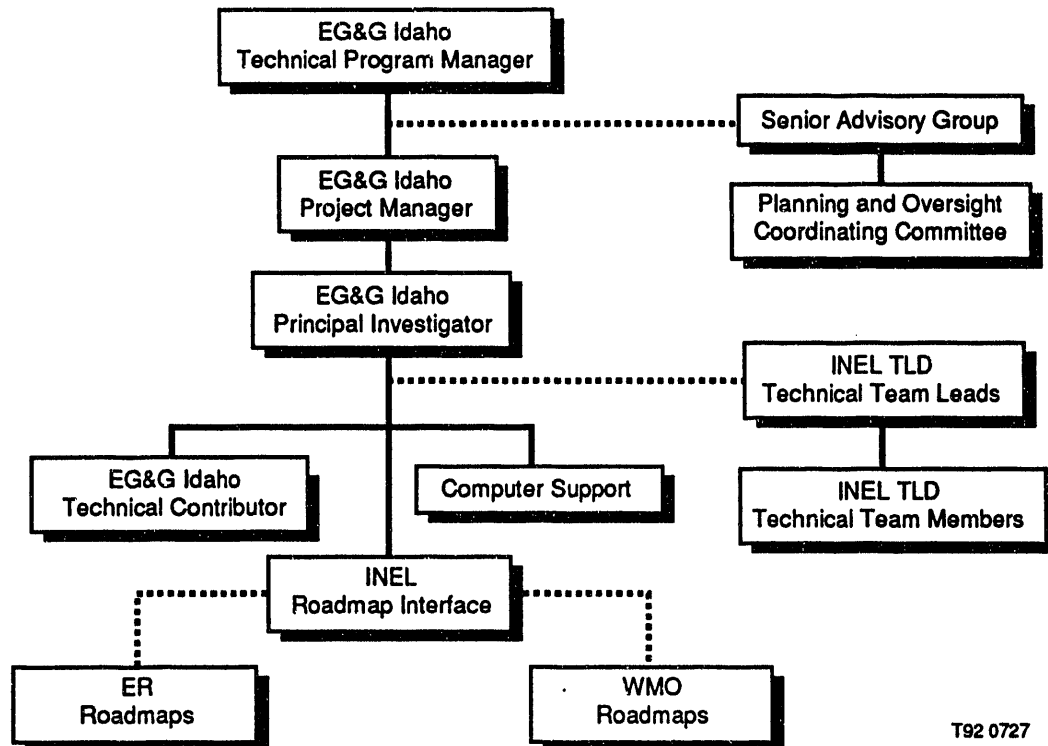 EG&G Idaho
Technical Program Manager
Senior Advisory Group
EG&G Idaho
Project Manager
Planning and Oversight
Coordinating Committee
EG&G Idaho
Principal Investigator
INEL TLD
Technical Team Leads
EG&G Idaho
Technical Contributor
Computer Support
INEL TLD
Technical Team Members
INEL
Roadmap Interface
ER
Roadmaps
WMO
Roadmaps
T92 0727